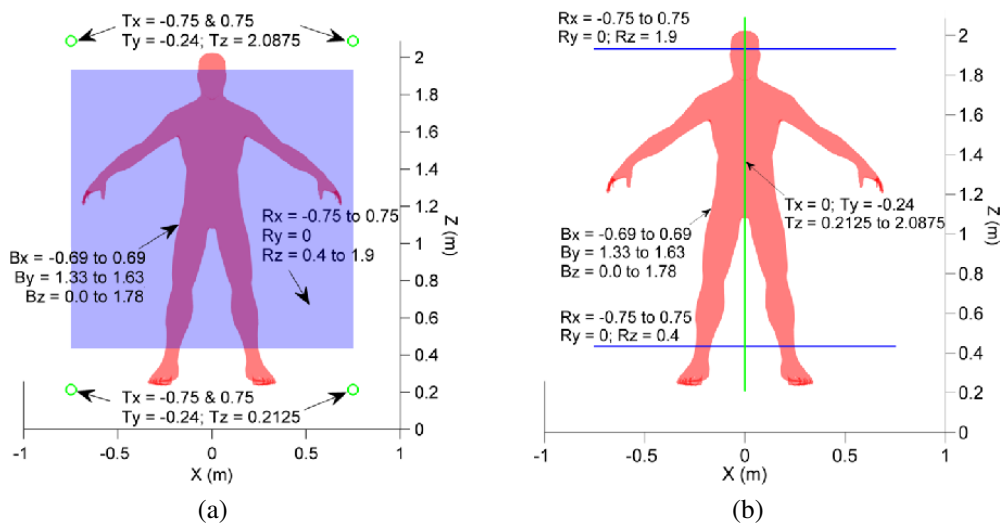 Tx = -0.75 & 0.75
Ty = -0.24; Tz = 2.0875
Rx = -0.75 to 0.75
Ry = 0
Rz = 0.4 to 1.9
Bx = -0.69 to 0.69
By = 1.33 to 1.63
Bz = 0.0 to 1.78
Tx = -0.75 & 0.75
Ty = -0.24; Tz = 0.2125
2
1.8
1.6
1.4
1.2
1
0.8
0.6
0.4
0.2
0
Z (m)
-1
-0.5
0
0.5
1
X (m)
(a)
Rx = -0.75 to 0.75
Ry = 0; Rz = 1.9
Tx = 0; Ty = -0.24
Tz = 0.2125 to 2.0875
Bx = -0.69 to 0.69
By = 1.33 to 1.63
Bz = 0.0 to 1.78
Rx = -0.75 to 0.75
Ry = 0; Rz = 0.4
2
1.8
1.6
1.4
1.2
1
0.8
0.6
0.4
0.2
0
Z (m)
-1
-0.5
0
0.5
1
X (m)
(b)